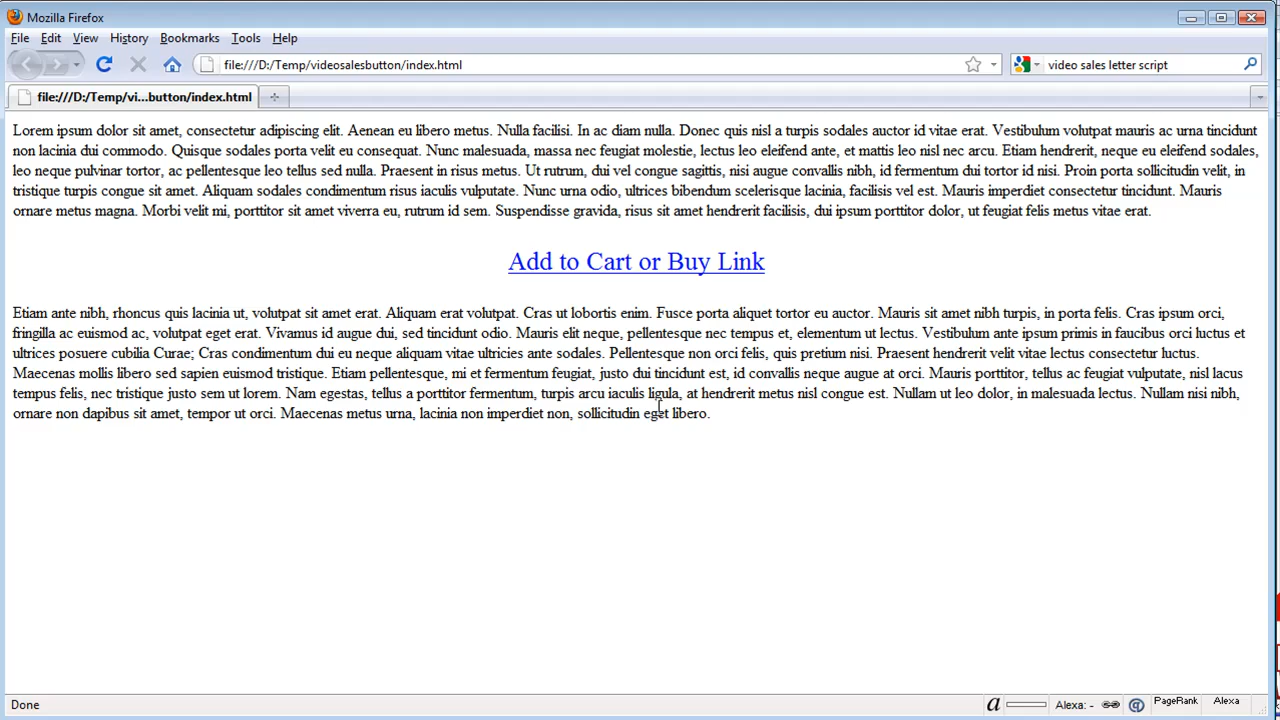 Mozilla Firefox
File Edit View History Bookmarks Tools Help
file:///D:/Temp/videosalesbutton/index.html
video sales letter script
file:///D:/Temp/vi...button/index.html
Lorem ipsum dolor sit amet, consectetur adipiscing elit. Aenean eu libero metus. Nulla facilisi. In ac diam nulla. Donec quis nisl a turpis sodales auctor id vitae erat. Vestibulum volutpat mauris ac urna tincidunt
non lacinia dui commodo. Quisque sodales porta velit eu consequat. Nunc malesuada, massa nec feugiat molestie, lectus leo eleifend ante, et mattis leo nisl nec arcu. Etiam hendrerit, neque eu eleifend sodales,
leo neque pulvinar tortor, ac pellentesque leo tellus sed nulla. Praesent in risus metus. Ut rutrum, dui vel congue sagittis, nisi augue convallis nibh, id fermentum dui tortor id nisi. Proin porta sollicitudin velit, in
tristique turpis congue sit amet. Aliquam sodales condimentum risus iaculis vulputate. Nunc urna odio, ultrices bibendum scelerisque lacinia, facilisis vel est. Mauris imperdiet consectetur tincidunt. Mauris
ornare metus magna. Morbi velit mi, porttitor sit amet viverra eu, rutrum id sem. Suspendisse gravida, risus sit amet hendrerit facilisis, dui ipsum porttitor dolor, ut feugiat felis metus vitae erat.
Add to Cart or Buy Link
Etiam ante nibh, rhoncus quis lacinia ut, volutpat sit amet erat. Aliquam erat volutpat. Cras ut lobortis enim. Fusce porta aliquet tortor eu auctor. Mauris sit amet nibh turpis, in porta felis. Cras ipsum orci,
fringilla ac euismod ac, volutpat eget erat. Vivamus id augue dui, sed tincidunt odio. Mauris elit neque, pellentesque nec tempus et, elementum ut lectus. Vestibulum ante ipsum primis in faucibus orci luctus et
ultrices posuere cubilia Curae; Cras condimentum dui eu neque aliquam vitae ultricies ante sodales. Pellentesque non orci felis, quis pretium nisi. Praesent hendrerit velit vitae lectus consectetur luctus.
Maecenas mollis libero sed sapien euismod tristique. Etiam pellentesque, mi et fermentum feugiat, justo dui tincidunt est, id convallis neque augue at orci. Mauris porttitor, tellus ac feugiat vulputate, nisl lacus
tempus felis, nec tristique justo sem ut lorem. Nam egestas, tellus a porttitor fermentum, turpis arcu iaculis ligula, at hendrerit metus nisl congue est. Nullam ut leo dolor, in malesuada lectus. Nullam nisi nibh,
ornare non dapibus sit amet, tempor ut orci. Maecenas metus urna, lacinia non imperdiet non, sollicitudin eget libero.
Done
a Alexa: - @ PageRank Alexa